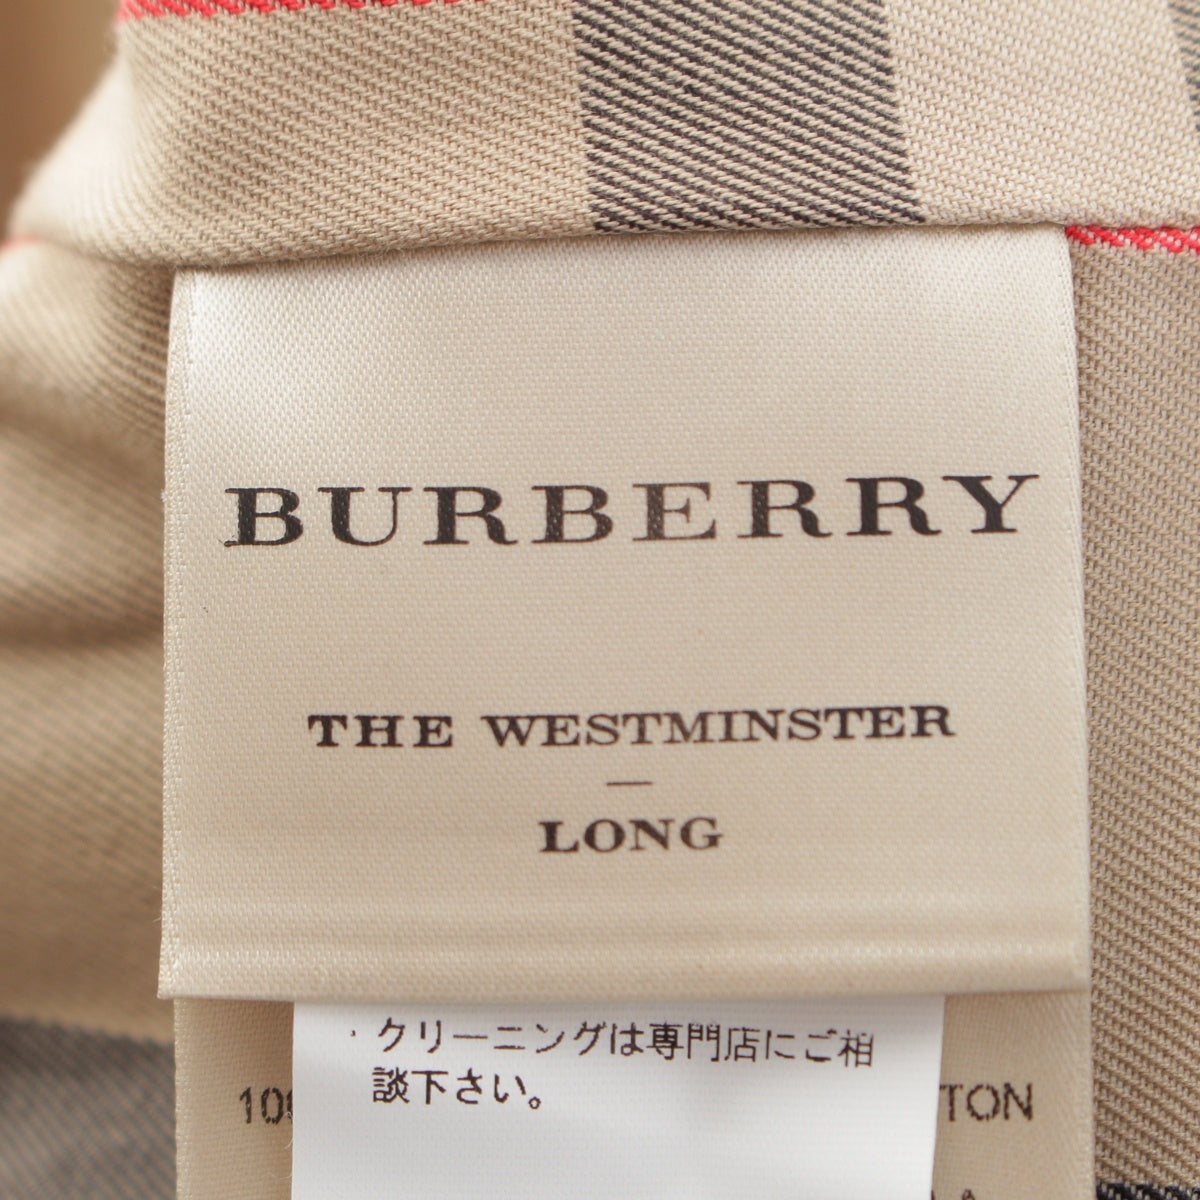 BURBERRY
THE WESTMINSTER
—
LONG
・クリーニングは専門店にご相
談下さい。